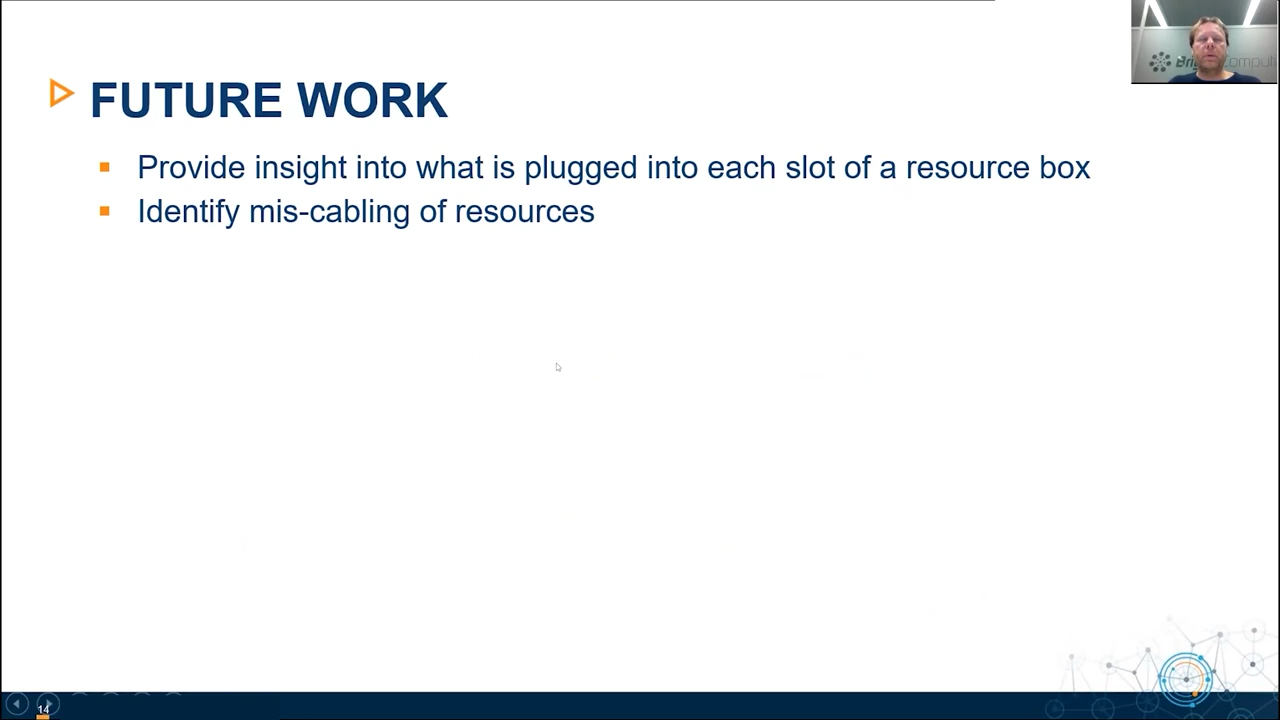 FUTURE WORK
Provide insight into what is plugged into each slot of a resource box
Identify mis-cabling of resources
14